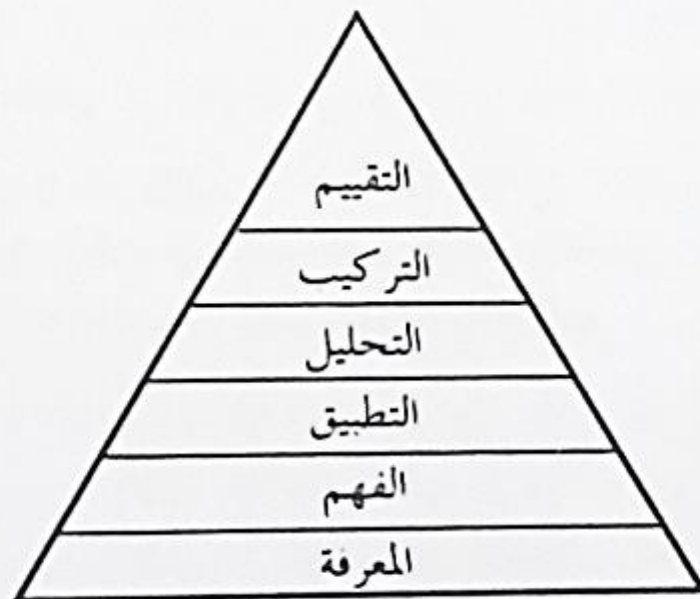 التقييم
التركيب
التحليل
التطبيق
الفهم
المعرفة